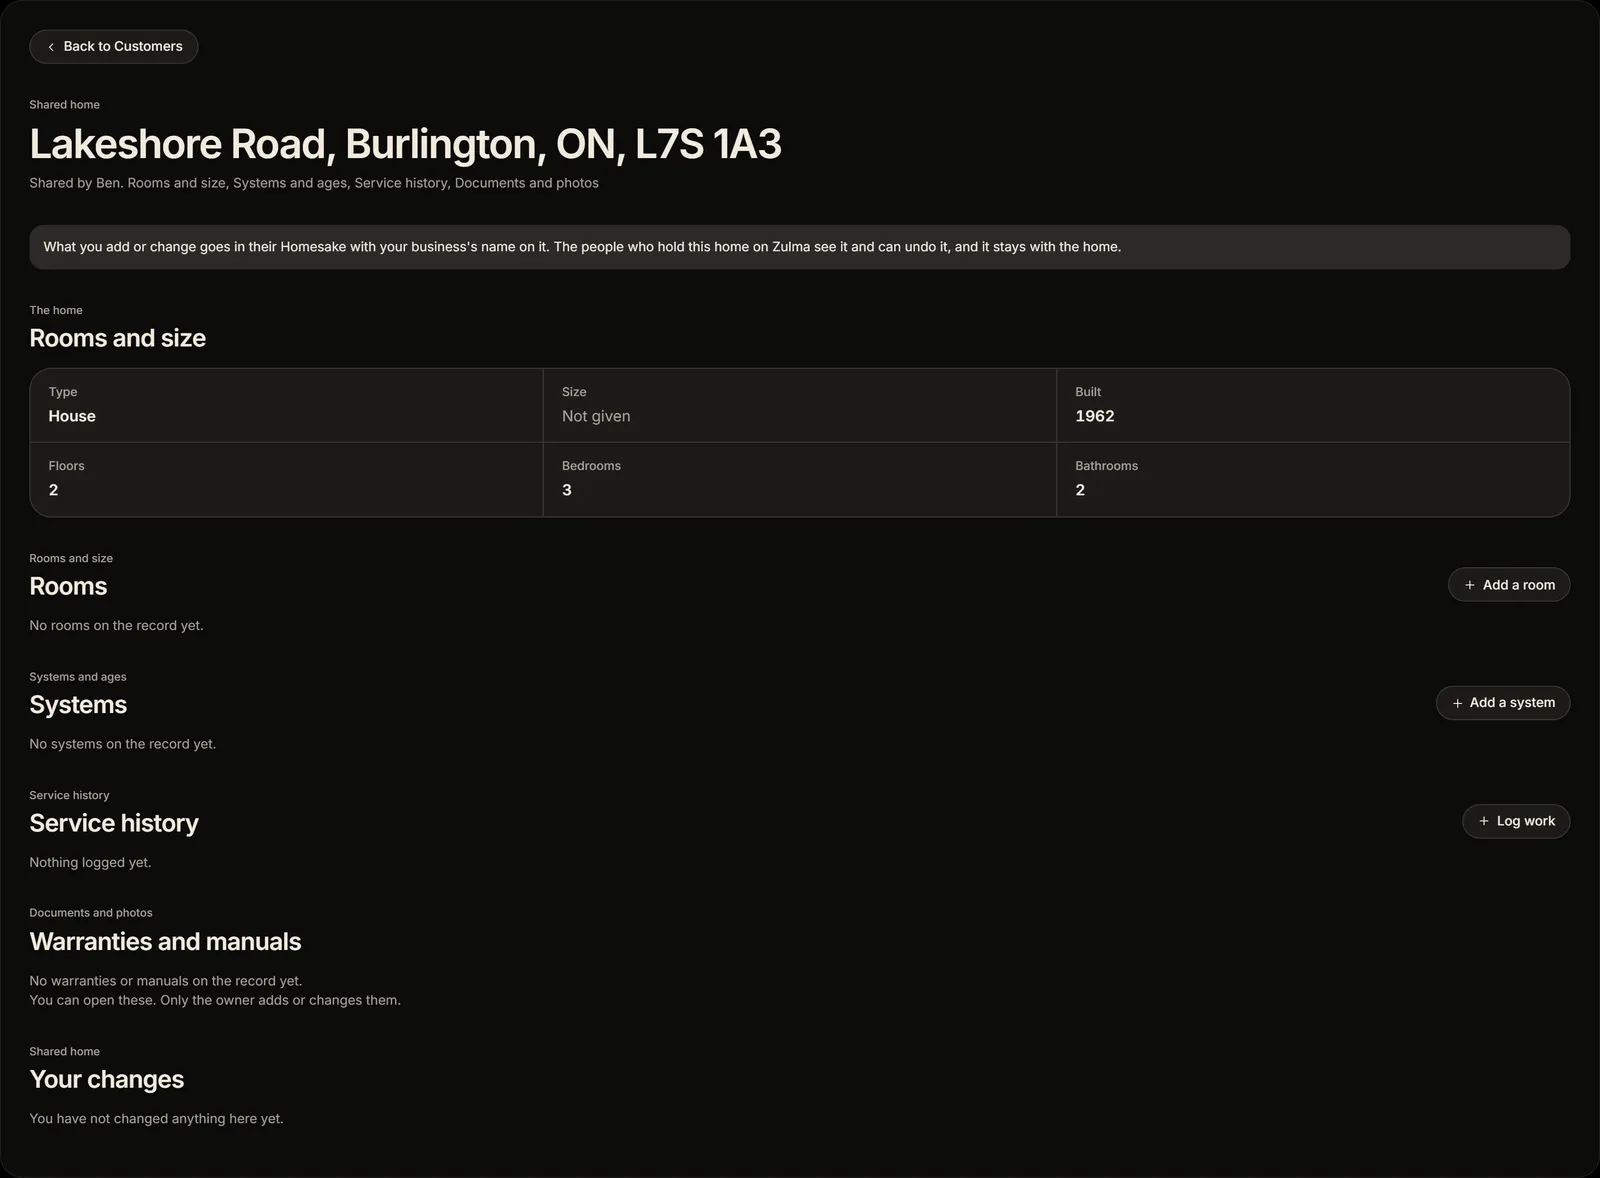 Back to Customers
Shared home
Lakeshore Road, Burlington, ON, L7S 1A3
Shared by Ben. Rooms and size, Systems and ages, Service history, Documents and photos
What you add or change goes in their Homesake with your business's name on it. The people who hold this home on Zulma see it and can undo it, and it stays with the home.
The home
Rooms and size
Type
House
Size
Not given
Built
1962
Floors
2
Bedrooms
3
Bathrooms
2
Rooms and size
Rooms
+ Add a room
No rooms on the record yet.
Systems and ages
Systems
+ Add a system
No systems on the record yet.
Service history
Service history
+ Log work
Nothing logged yet.
Documents and photos
Warranties and manuals
No warranties or manuals on the record yet.
You can open these. Only the owner adds or changes them.
Shared home
Your changes
You have not changed anything here yet.